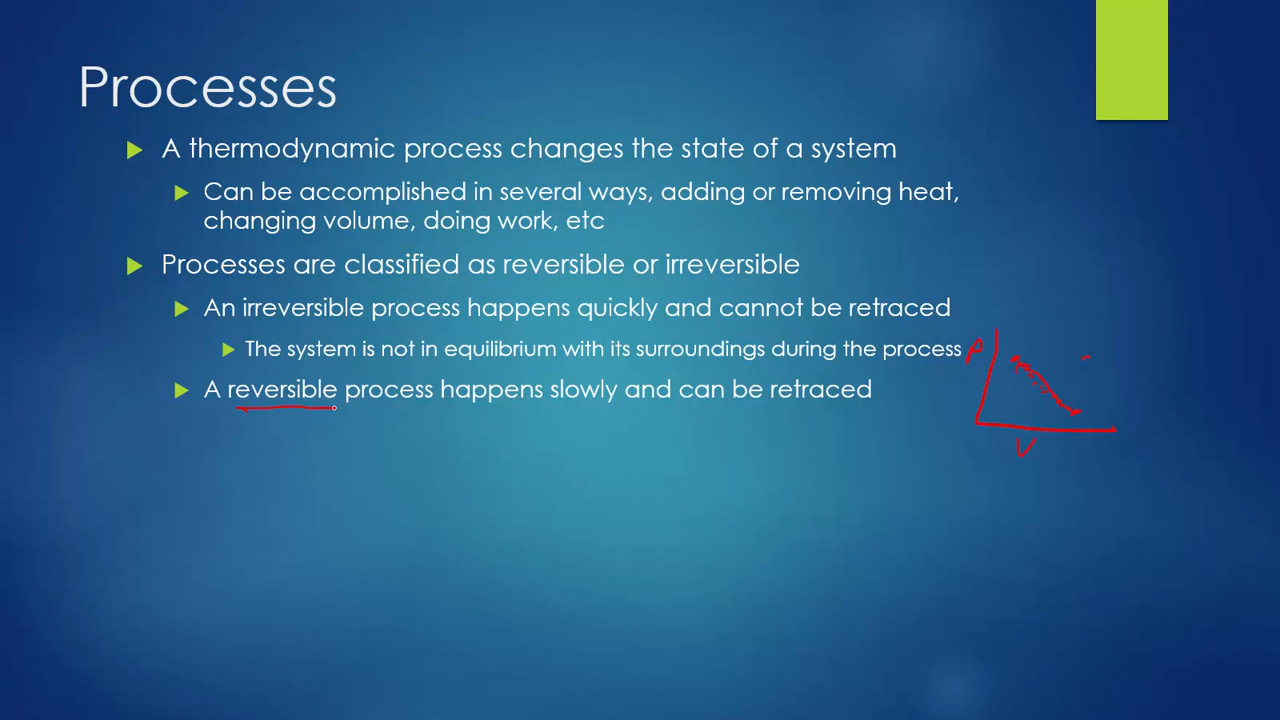 Processes
A thermodynamic process changes the state of a system
Can be accomplished in several ways, adding or removing heat,
changing volume, doing work, etc
Processes are classified as reversible or irreversible
An irreversible process happens quickly and cannot be retraced
The system is not in equilibrium with its surroundings during the process
P
A reversible process happens slowly and can be retraced
V